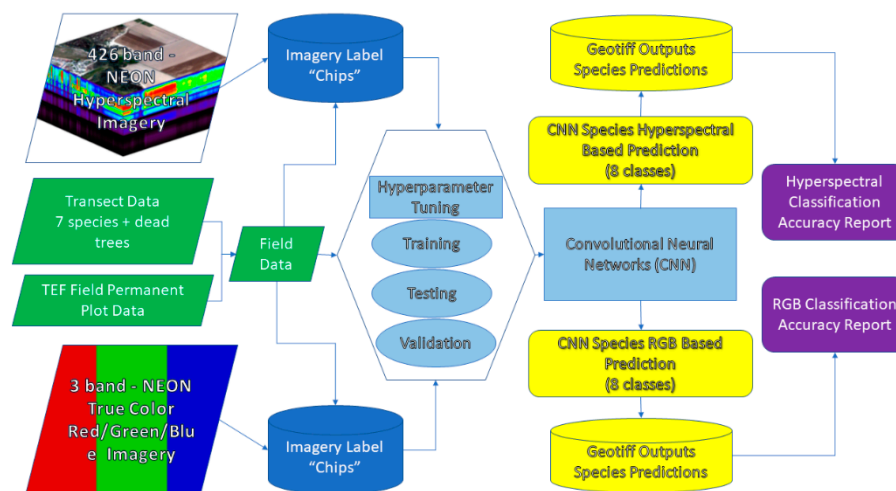 426 band -
NEON
Hyperspectral
Imagery
Imagery Label
"Chips"
Geotiff Outputs
Species Predictions
CNN Species Hyperspectral
Based Prediction
(8 classes)
Hyperspectral
Classification
Accuracy Report
Transect Data
7 species + dead
trees
Field
Data
TEF Field Permanent
Plot Data
Hyperparameter
Tuning
Training
Testing
Validation
Convolutional Neural
Networks (CNN)
RGB Classification
Accuracy Report
CNN Species RGB Based
Prediction
(8 classes)
3 band - NEON
True Color
Red/Green/Blu
e Imagery
Imagery Label
"Chips"
Geotiff Outputs
Species Predictions